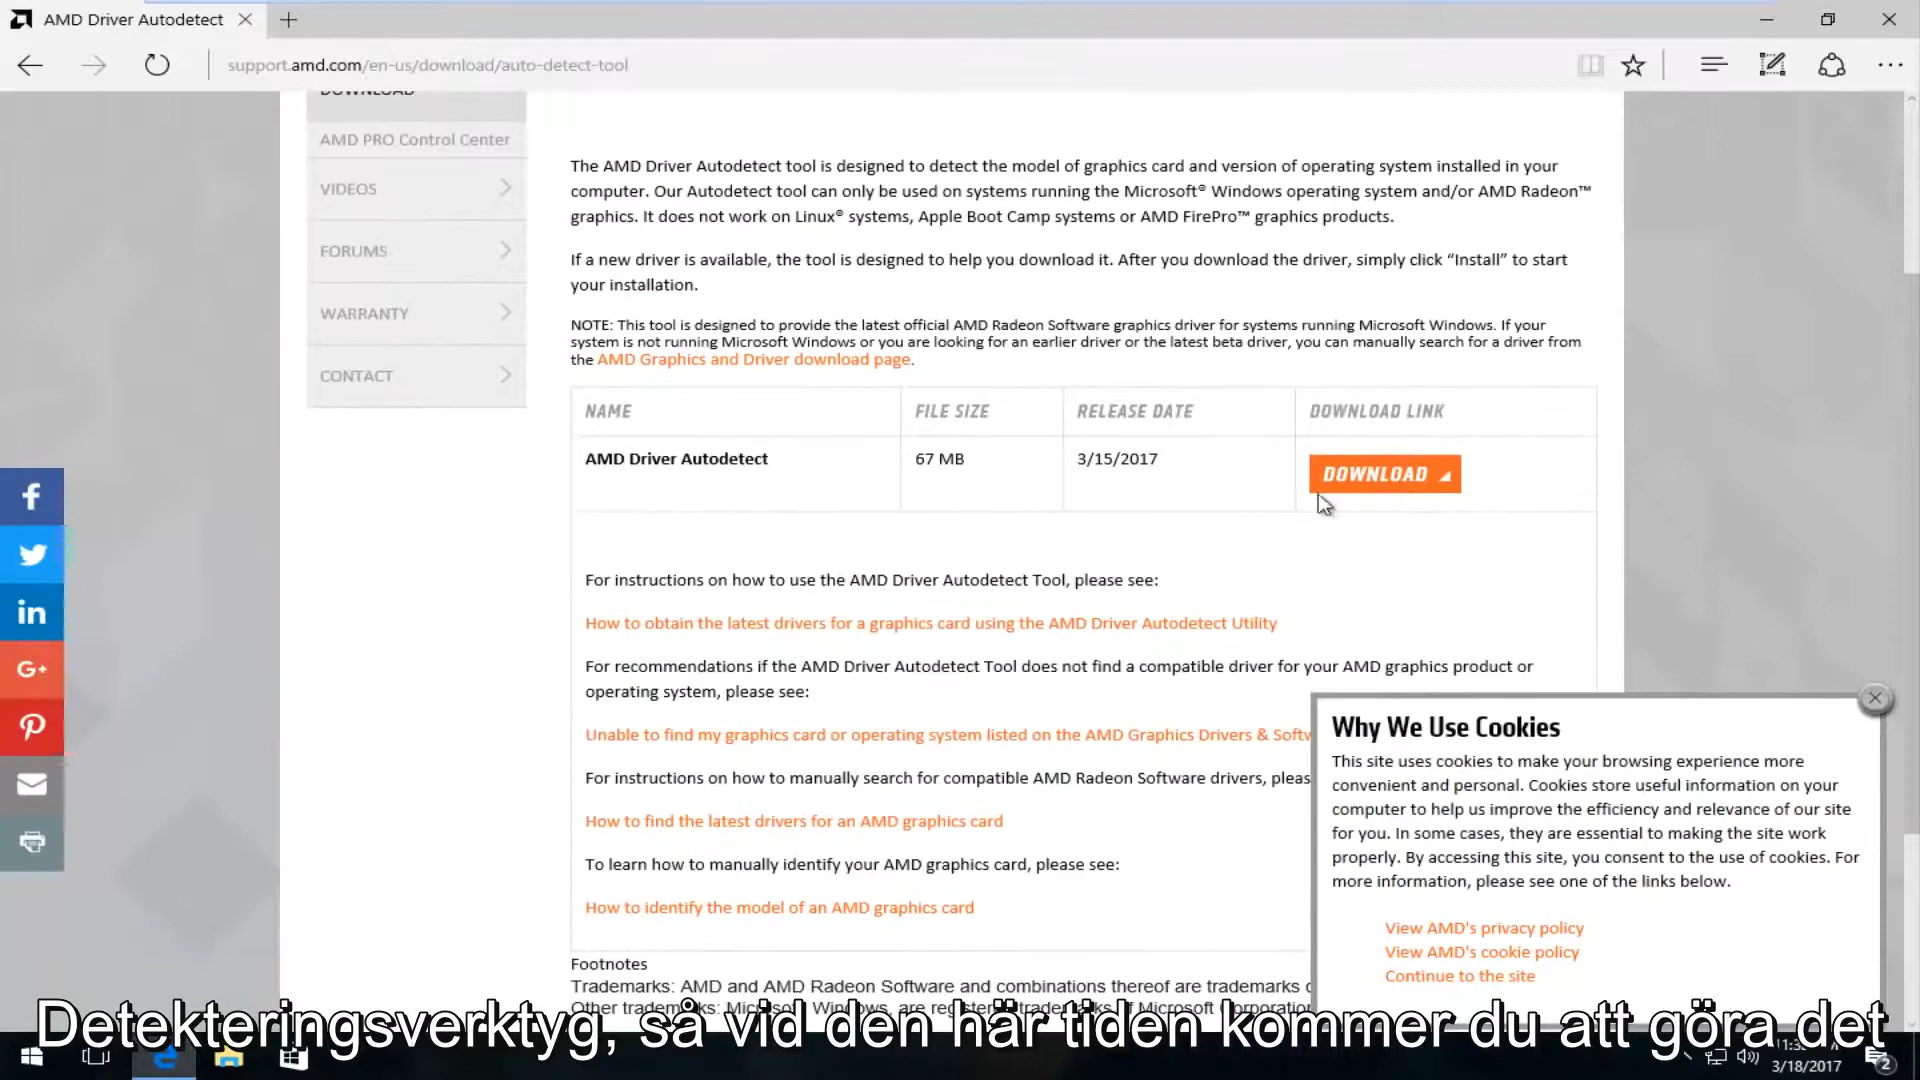 AMD Driver Autodetect
support.amd.com/en-us/download/auto-detect-tool
DOWNLOAD
AMD PRO Control Center
VIDEOS
FORUMS
WARRANTY
CONTACT
The AMD Driver Autodetect tool is designed to detect the model of graphics card and version of operating system installed in your
computer. Our Autodetect tool can only be used on systems running the Microsoft® Windows operating system and/or AMD Radeon™
graphics. It does not work on Linux® systems, Apple Boot Camp systems or AMD FirePro™ graphics products.
If a new driver is available, the tool is designed to help you download it. After you download the driver, simply click “Install” to start
your installation.
NOTE: This tool is designed to provide the latest official AMD Radeon Software graphics driver for systems running Microsoft Windows. If your
system is not running Microsoft Windows or you are looking for an earlier driver or the latest beta driver, you can manually search for a driver from
the AMD Graphics and Driver download page.
NAME FILE SIZE RELEASE DATE DOWNLOAD LINK
AMD Driver Autodetect 67 MB 3/15/2017 DOWNLOAD
For instructions on how to use the AMD Driver Autodetect Tool, please see:
How to obtain the latest drivers for a graphics card using the AMD Driver Autodetect Utility
For recommendations if the AMD Driver Autodetect Tool does not find a compatible driver for your AMD graphics product or
operating system, please see:
Unable to find my graphics card or operating system listed on the AMD Graphics Drivers & Softw
For instructions on how to manually search for compatible AMD Radeon Software drivers, pleas
How to find the latest drivers for an AMD graphics card
To learn how to manually identify your AMD graphics card, please see:
How to identify the model of an AMD graphics card
Footnotes
Trademarks: AMD and AMD Radeon Software and combinations thereof are trademarks
Other trademarks: Microsoft Windows, are registered trademarks of Microsoft Corporation
Why We Use Cookies
This site uses cookies to make your browsing experience more
convenient and personal. Cookies store useful information on your
computer to help us improve the efficiency and relevance of our site
for you. In some cases, they are essential to making the site work
properly. By accessing this site, you consent to the use of cookies. For
more information, please see one of the links below.
View AMD's privacy policy
View AMD's cookie policy
Continue to the site
Detekteringsverktyg, så vid den här tiden kommer du att göra det
3/18/2017
2